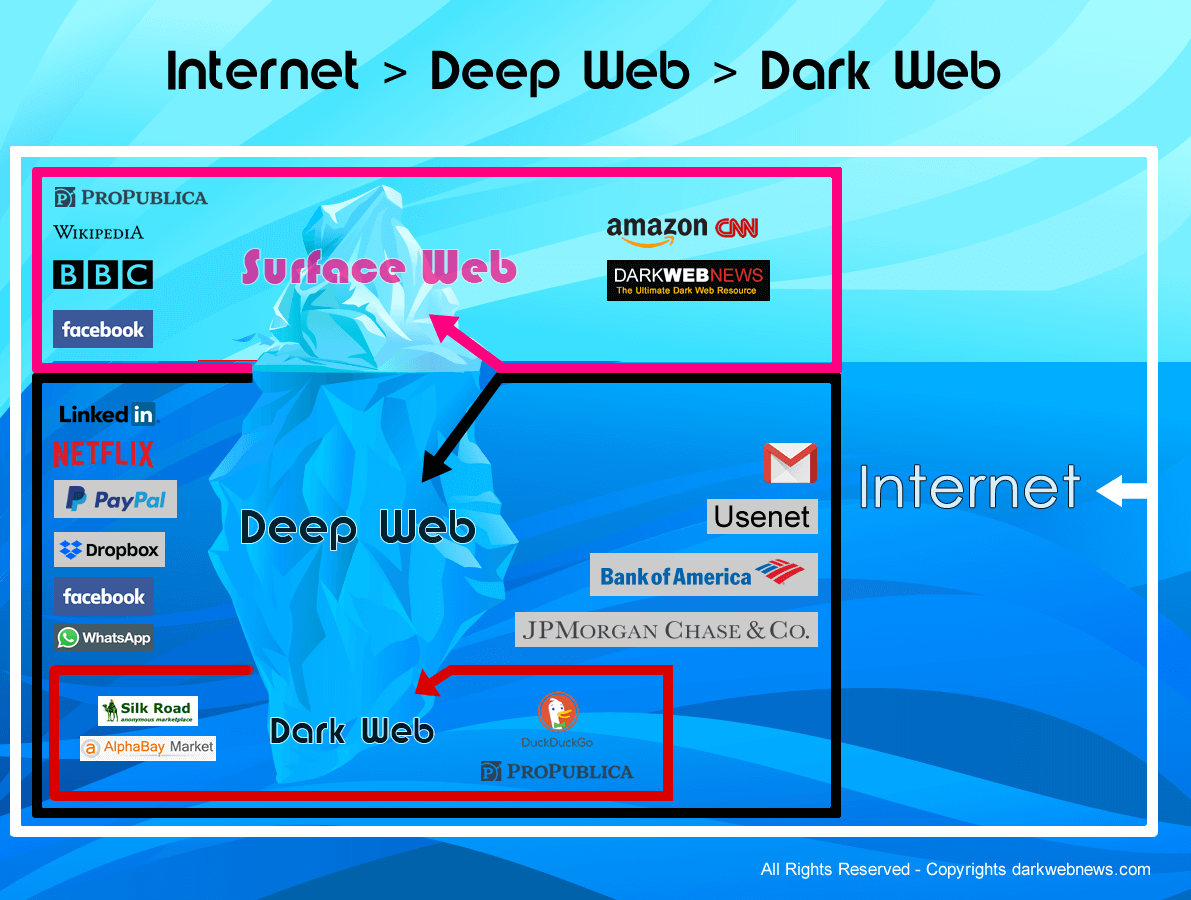 Internet > Deep Web > Dark Web
PROPUBLICA
WIKIPEDIA
BBC
facebook
Surface Web
amazon CNN
DARKWEBNEWS
The Ultimate Dark Web Resource
Linked in
NETFLIX
PayPal
Dropbox
facebook
WhatsApp
Deep Web
Usenet
Bank of America
JPMORGAN CHASE & CO.
Internet
Silk Road
anonymous marketplace
AlphaBay Market
Dark Web
DuckDuckGo
PROPUBLICA
All Rights Reserved - Copyrights darkwebnews.com